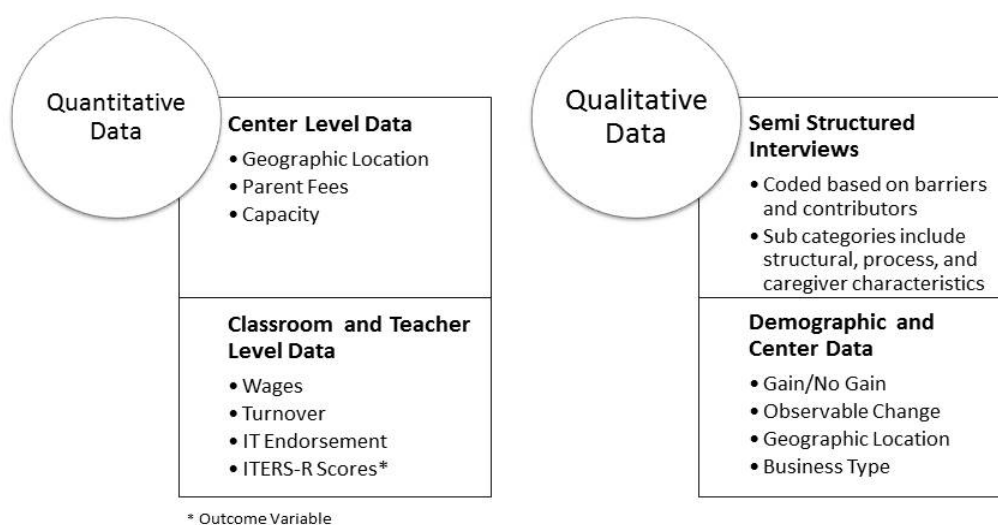 Quantitative
Data
Center Level Data
• Geographic Location
• Parent Fees
• Capacity
Classroom and Teacher
Level Data
• Wages
• Turnover
• IT Endorsement
• ITERS-R Scores*
* Outcome Variable
Qualitative
Data
Semi Structured
Interviews
• Coded based on barriers
and contributors
• Sub categories include
structural, process, and
caregiver characteristics
Demographic and
Center Data
• Gain/No Gain
• Observable Change
• Geographic Location
• Business Type